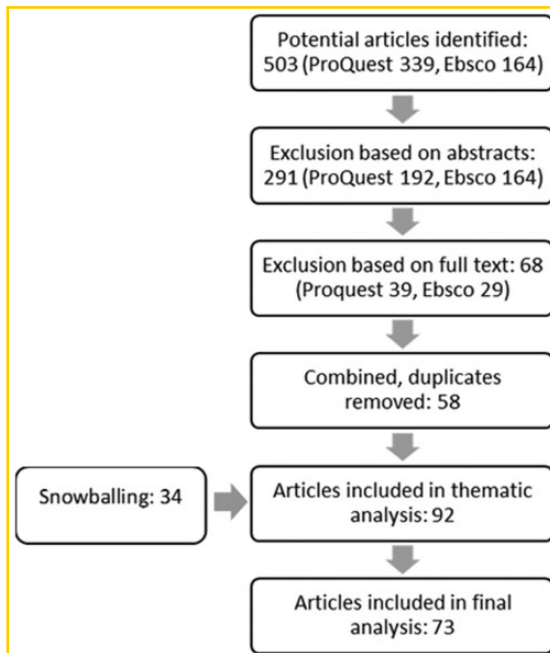 Potential articles identified:
503 (ProQuest 339, Ebsco 164)
Exclusion based on abstracts:
291 (ProQuest 192, Ebsco 164)
Exclusion based on full text: 68
(Proquest 39, Ebsco 29)
Combined, duplicates
removed: 58
Snowballing: 34
Articles included in thematic
analysis: 92
Articles included in final
analysis: 73